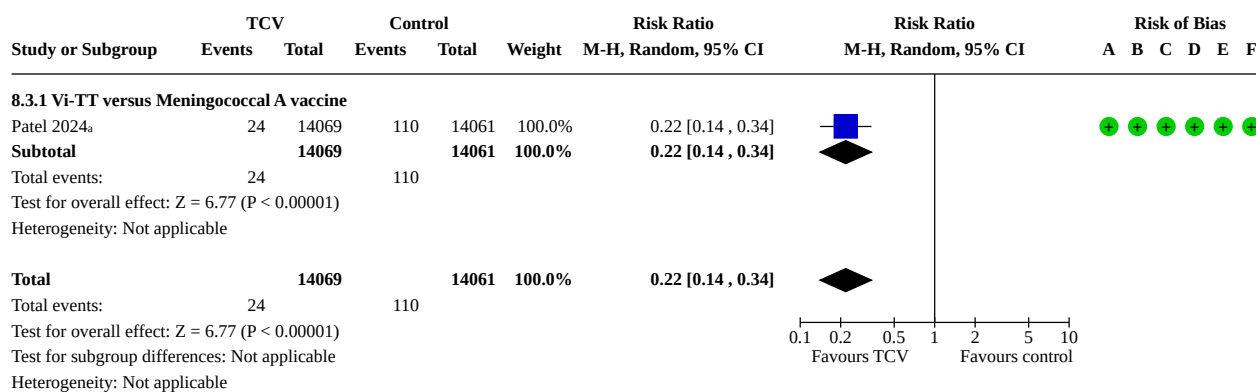 TCV Control Risk Ratio Risk Ratio Risk of Bias
Study or Subgroup Events Total Events Total Weight M-H, Random, 95% CI M-H, Random, 95% CI A B C D E F
8.3.1 Vi-TT versus Meningococcal A vaccine
Patel 2024a 24 14069 110 14061 100.0% 0.22 [0.14 , 0.34] + + + + + +
Subtotal 14069 14061 100.0% 0.22 [0.14 , 0.34]
Total events: 24 110
Test for overall effect: Z = 6.77 (P < 0.00001)
Heterogeneity: Not applicable
Total 14069 14061 100.0% 0.22 [0.14 , 0.34]
Total events: 24 110
Test for overall effect: Z = 6.77 (P < 0.00001)
0.1 0.2 0.5 1 2 5 10
Test for subgroup differences: Not applicable
Favours TCV Favours control
Heterogeneity: Not applicable